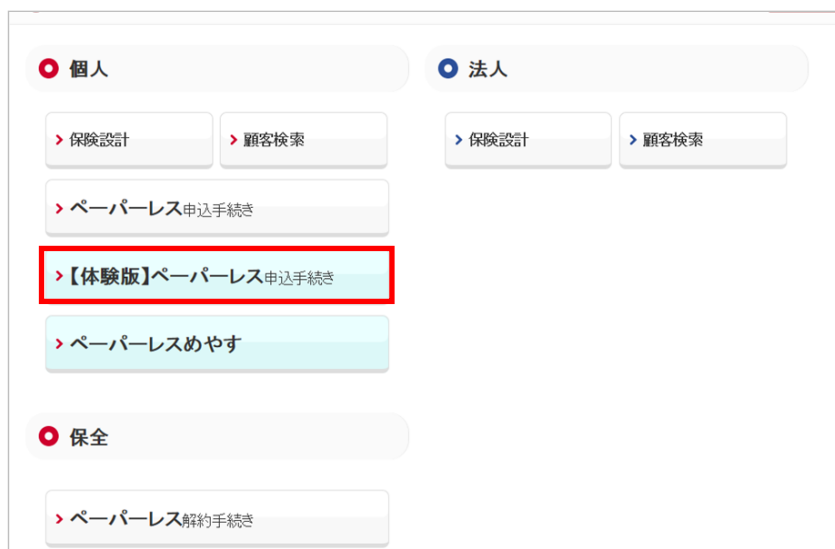 個人
法人
保険設計
顧客検索
保険設計
顧客検索
ペーパーレス申込手続き
【体験版】ペーパーレス申込手続き
ペーパーレスめやす
保全
ペーパーレス解約手続き